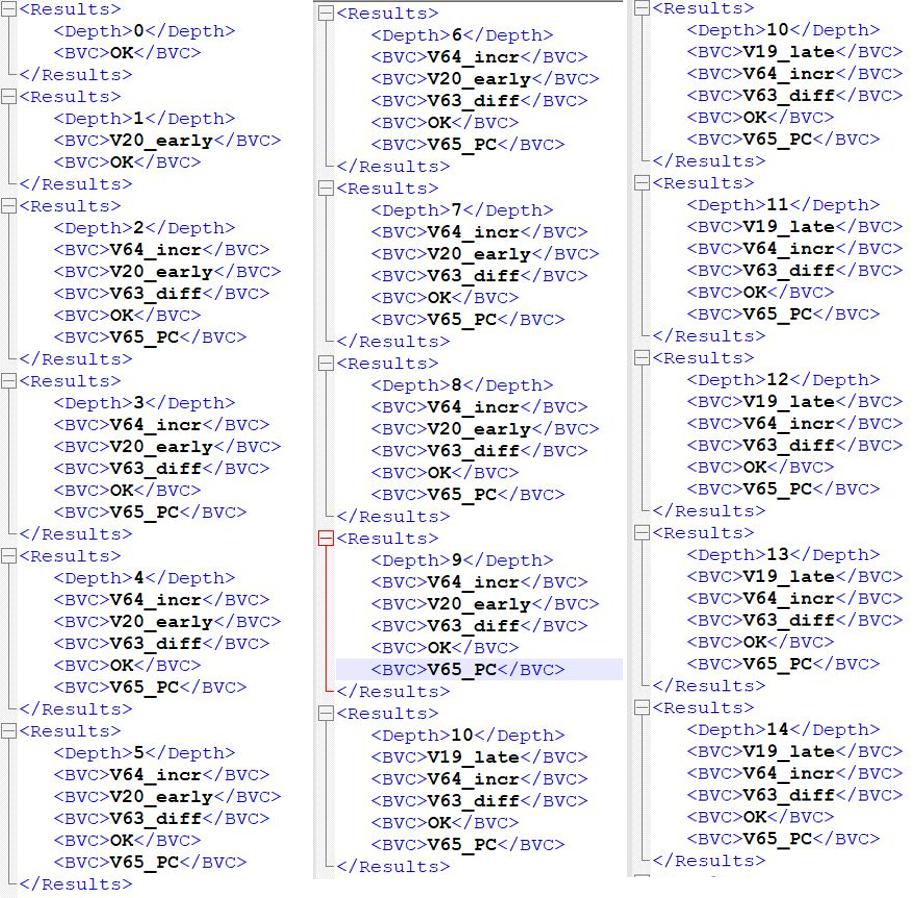 <Results>
<Depth>0</Depth>
<BVC>OK</BVC>
</Results>
<Results>
<Depth>1</Depth>
<BVC>V20_early</BVC>
<BVC>OK</BVC>
</Results>
<Results>
<Depth>2</Depth>
<BVC>V64_incr</BVC>
<BVC>V20_early</BVC>
<BVC>V63_diff</BVC>
<BVC>OK</BVC>
<BVC>V65_PC</BVC>
</Results>
<Results>
<Depth>3</Depth>
<BVC>V64_incr</BVC>
<BVC>V20_early</BVC>
<BVC>V63_diff</BVC>
<BVC>OK</BVC>
<BVC>V65_PC</BVC>
</Results>
<Results>
<Depth>4</Depth>
<BVC>V64_incr</BVC>
<BVC>V20_early</BVC>
<BVC>V63_diff</BVC>
<BVC>OK</BVC>
<BVC>V65_PC</BVC>
</Results>
<Results>
<Depth>5</Depth>
<BVC>V64_incr</BVC>
<BVC>V20_early</BVC>
<BVC>V63_diff</BVC>
<BVC>OK</BVC>
<BVC>V65_PC</BVC>
</Results>
<Results>
<Depth>6</Depth>
<BVC>V64_incr</BVC>
<BVC>V20_early</BVC>
<BVC>V63_diff</BVC>
<BVC>OK</BVC>
<BVC>V65_PC</BVC>
</Results>
<Results>
<Depth>7</Depth>
<BVC>V64_incr</BVC>
<BVC>V20_early</BVC>
<BVC>V63_diff</BVC>
<BVC>OK</BVC>
<BVC>V65_PC</BVC>
</Results>
<Results>
<Depth>8</Depth>
<BVC>V64_incr</BVC>
<BVC>V20_early</BVC>
<BVC>V63_diff</BVC>
<BVC>OK</BVC>
<BVC>V65_PC</BVC>
</Results>
<Results>
<Depth>9</Depth>
<BVC>V64_incr</BVC>
<BVC>V20_early</BVC>
<BVC>V63_diff</BVC>
<BVC>OK</BVC>
<BVC>V65_PC</BVC>
</Results>
<Results>
<Depth>10</Depth>
<BVC>V19_late</BVC>
<BVC>V64_incr</BVC>
<BVC>V63_diff</BVC>
<BVC>OK</BVC>
<BVC>V65_PC</BVC>
</Results>
<Results>
<Depth>10</Depth>
<BVC>V19_late</BVC>
<BVC>V64_incr</BVC>
<BVC>V63_diff</BVC>
<BVC>OK</BVC>
<BVC>V65_PC</BVC>
</Results>
<Results>
<Depth>11</Depth>
<BVC>V19_late</BVC>
<BVC>V64_incr</BVC>
<BVC>V63_diff</BVC>
<BVC>OK</BVC>
<BVC>V65_PC</BVC>
</Results>
<Results>
<Depth>12</Depth>
<BVC>V19_late</BVC>
<BVC>V64_incr</BVC>
<BVC>V63_diff</BVC>
<BVC>OK</BVC>
<BVC>V65_PC</BVC>
</Results>
<Results>
<Depth>13</Depth>
<BVC>V19_late</BVC>
<BVC>V64_incr</BVC>
<BVC>V63_diff</BVC>
<BVC>OK</BVC>
<BVC>V65_PC</BVC>
</Results>
<Results>
<Depth>14</Depth>
<BVC>V19_late</BVC>
<BVC>V64_incr</BVC>
<BVC>V63_diff</BVC>
<BVC>OK</BVC>
<BVC>V65_PC</BVC>
</Results>